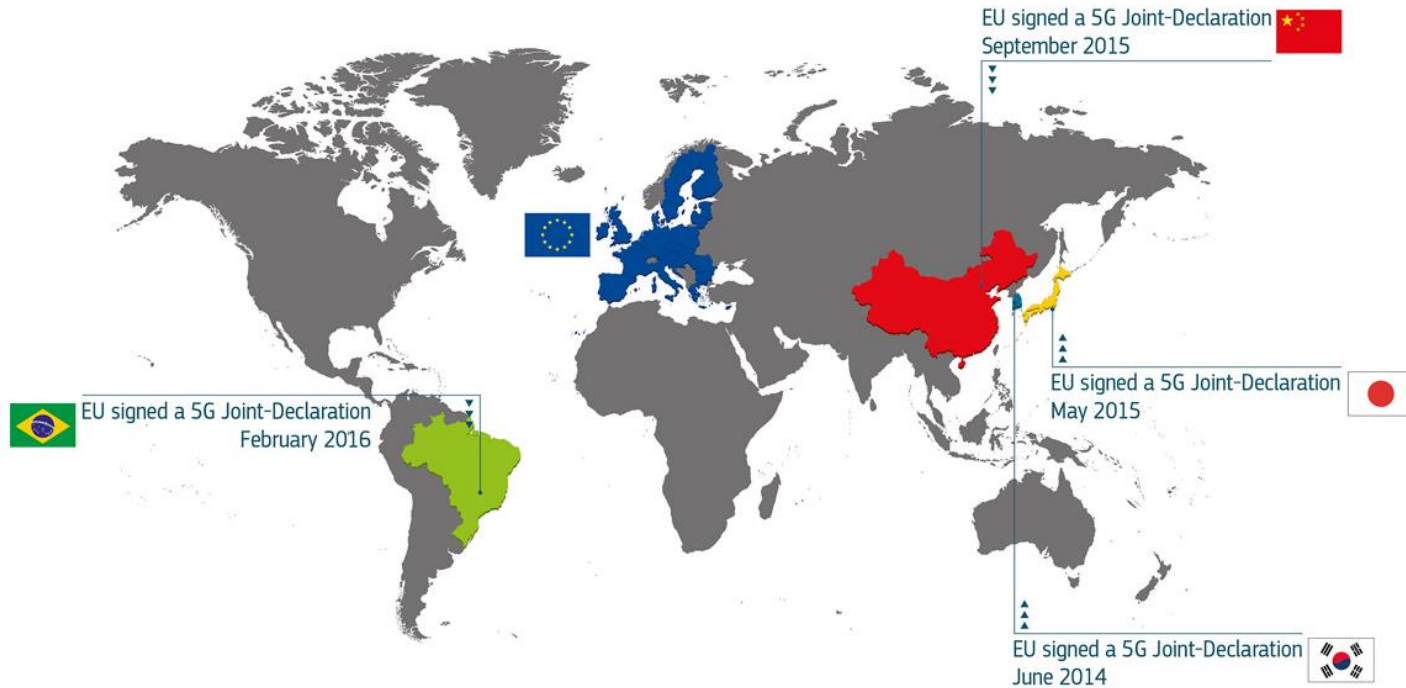 EU signed a 5G Joint-Declaration
September 2015
EU signed a 5G Joint-Declaration
May 2015
EU signed a 5G Joint-Declaration
February 2016
EU signed a 5G Joint-Declaration
June 2014